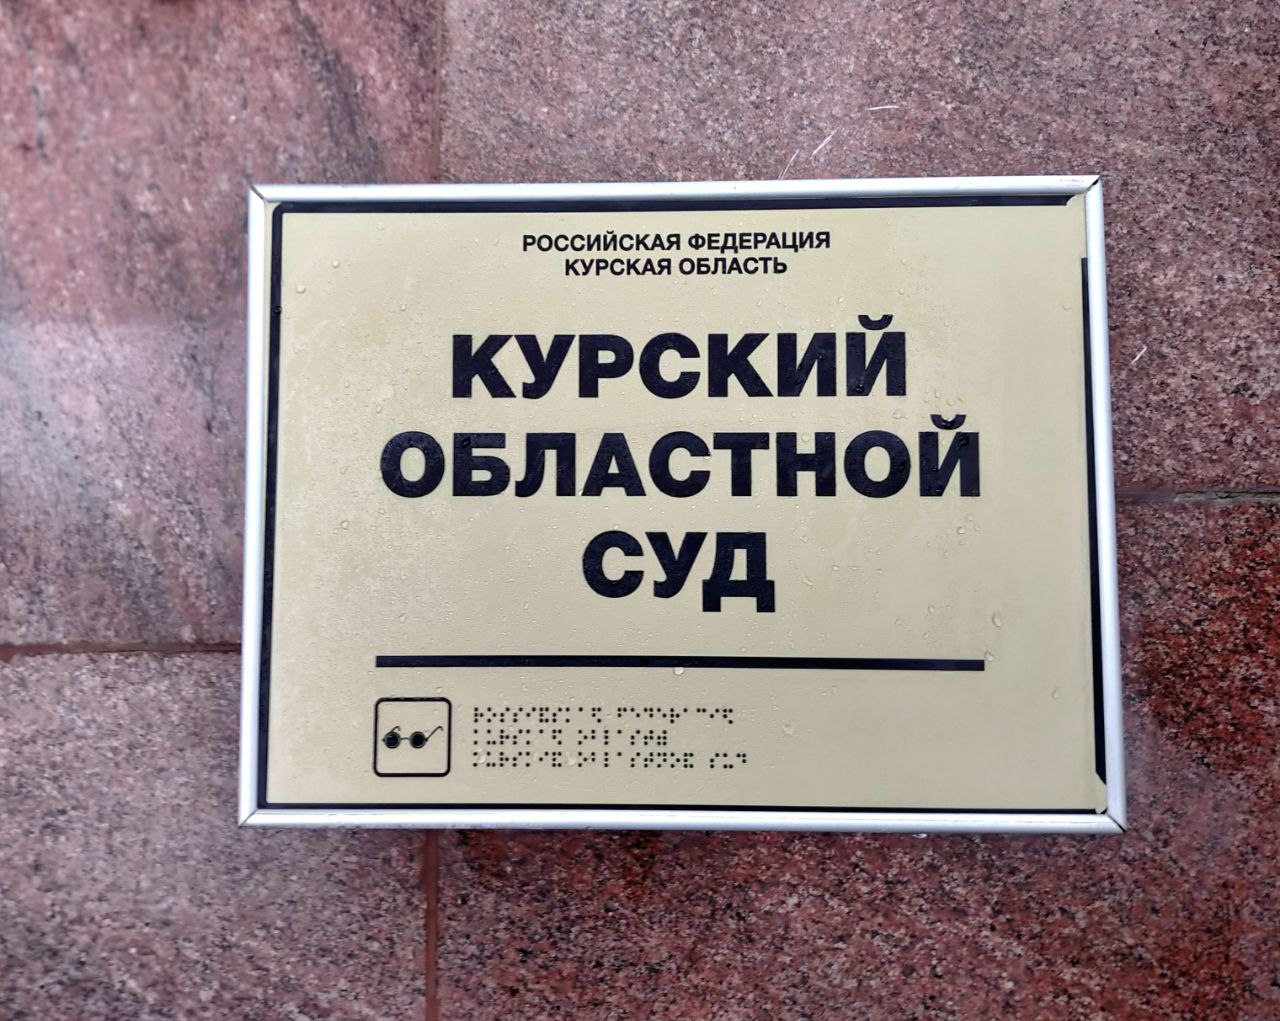 РОССИЙСКАЯ ФЕДЕРАЦИЯ
КУРСКАЯ ОБЛАСТЬ
КУРСКИЙ
ОБЛАСТНОЙ
СУД